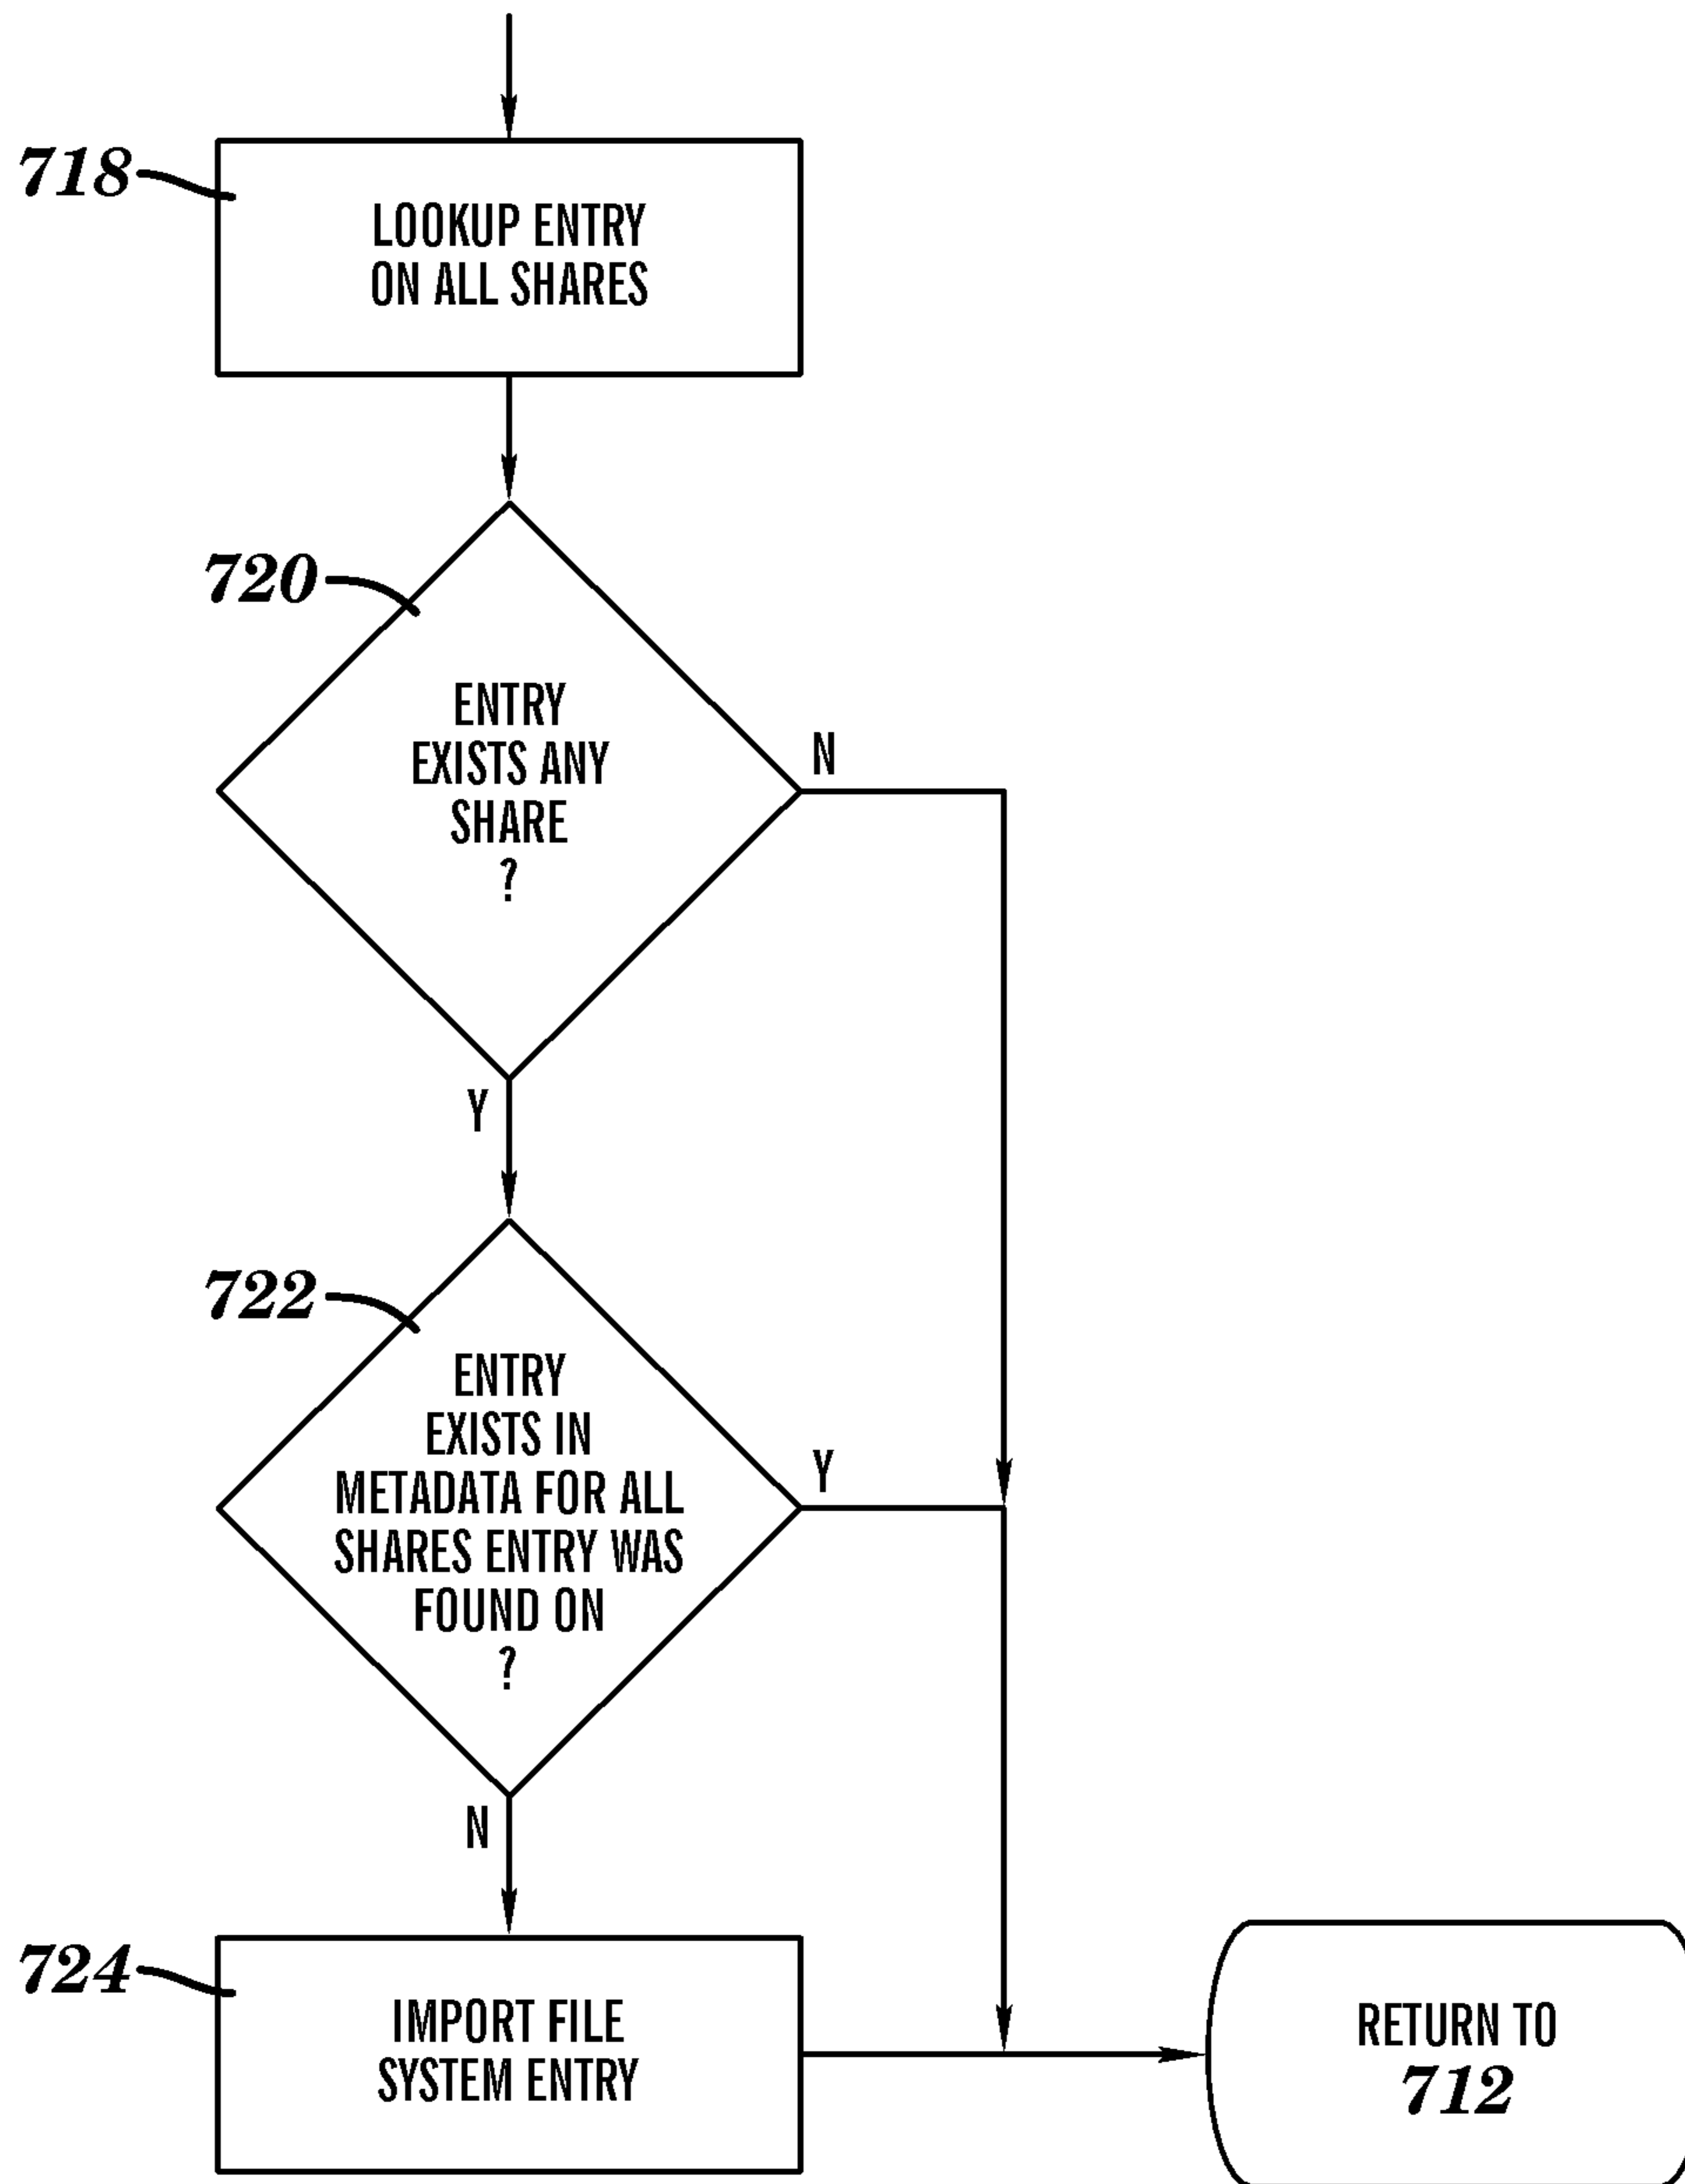 718
LOOKUP ENTRY
ON ALL SHARES
720
ENTRY
EXISTS ANY
SHARE
?
N
Y
722
ENTRY
EXISTS IN
METADATA FOR ALL
SHARES ENTRY WAS
FOUND ON
?
Y
N
724
IMPORT FILE
SYSTEM ENTRY
RETURN TO
712